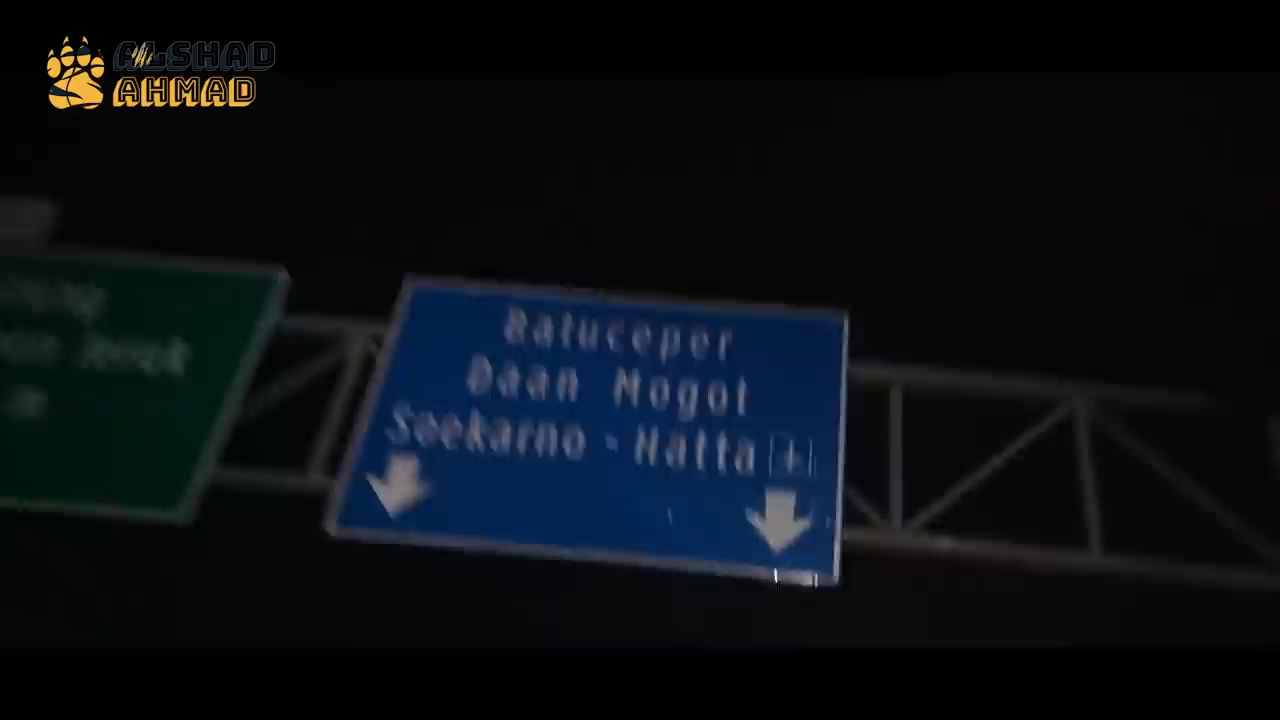 ALSHAD
AHMAD
Batuceper
Daan Mogot
Soekarno - Hatta